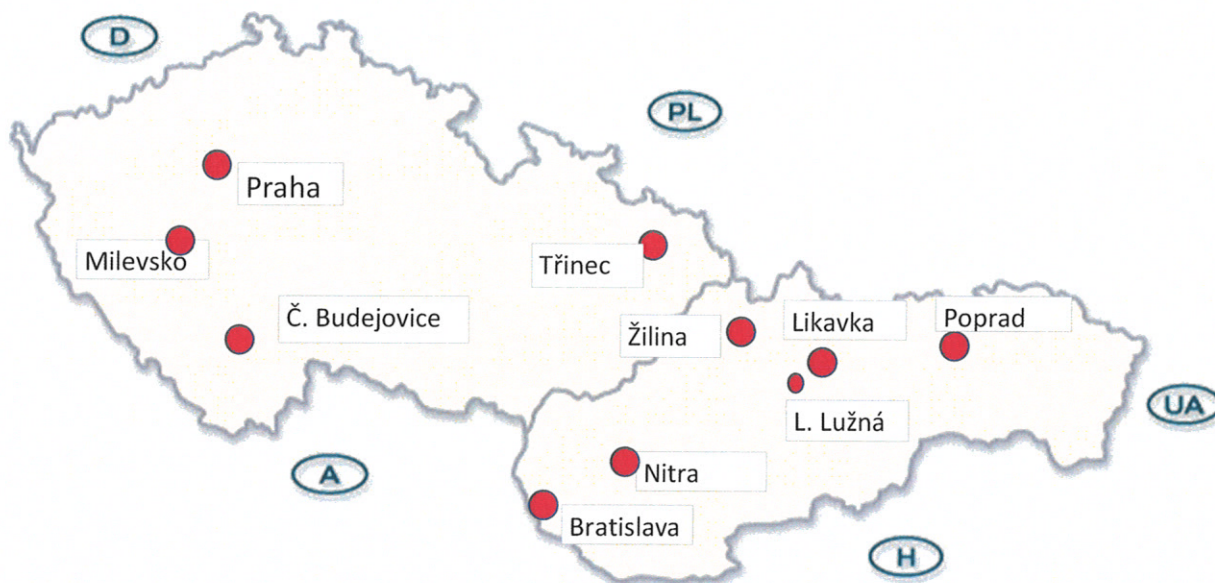 D
PL
Praha
Milevsko
Třinec
Č. Budejovice
Žilina
Likavka
Poprad
L. Lužná
UA
A
Nitra
Bratislava
H